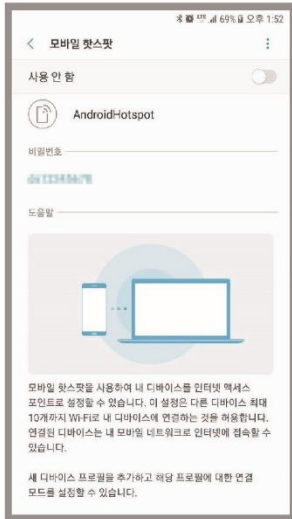 69% 오후 1:52
모바일 핫스팟
사용 안 함
AndroidHotspot
비밀번호
도움말
모바일 핫스팟을 사용하여 내 디바이스를 인터넷 액세스
포인트로 설정할 수 있습니다. 이 설정은 다른 디바이스 최대
10개까지 Wi-Fi로 내 디바이스에 연결하는 것을 허용합니다.
연결된 디바이스는 내 모바일 네트워크로 인터넷에 접속할 수
있습니다.
새 디바이스 프로필을 추가하고 해당 프로필에 대한 연결
모드를 설정할 수 있습니다.